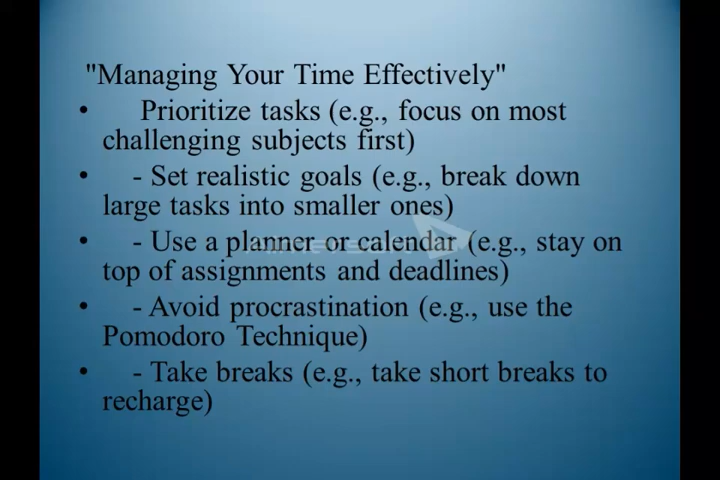 "Managing Your Time Effectively"
• Prioritize tasks (e.g., focus on most
challenging subjects first)
• - Set realistic goals (e.g., break down
large tasks into smaller ones)
• - Use a planner or calendar (e.g., stay on
top of assignments and deadlines)
• - Avoid procrastination (e.g., use the
Pomodoro Technique)
• - Take breaks (e.g., take short breaks to
recharge)